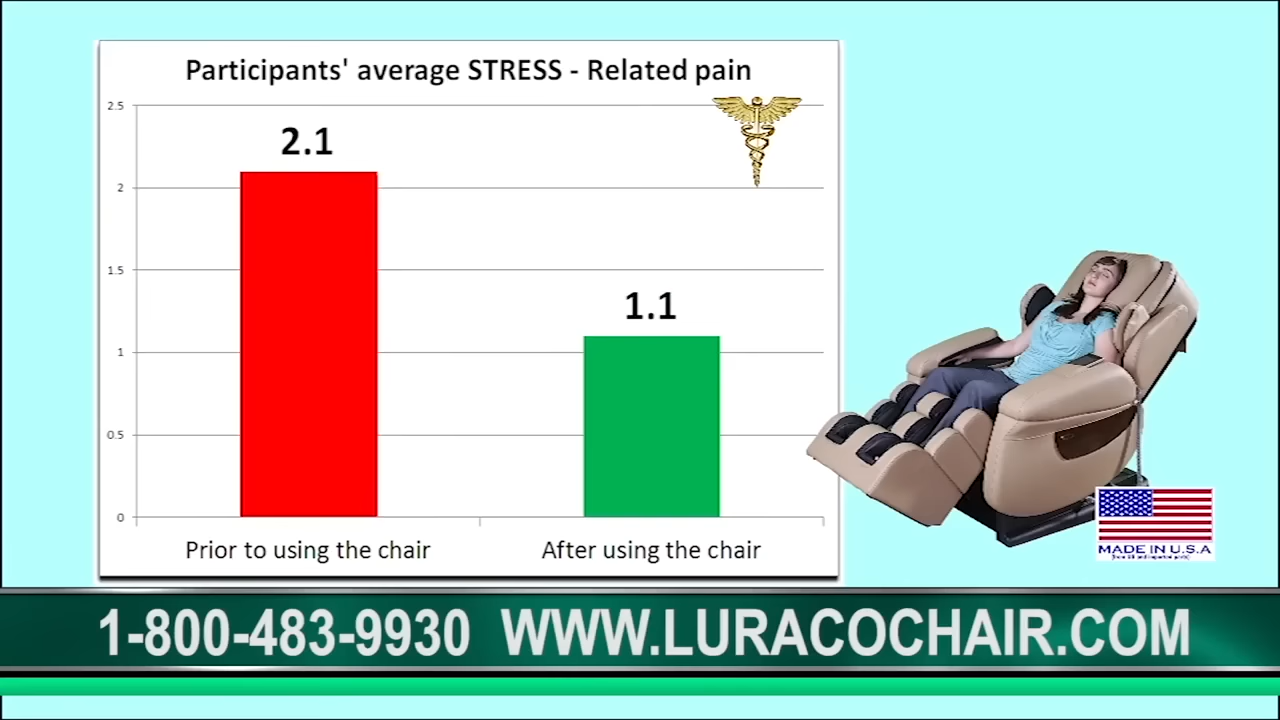 Participants' average STRESS - Related pain
2.5
2.1
2
1.5
1.1
1
0.5
0
Prior to using the chair
After using the chair
MADE IN U.S.A
1-800-483-9930 WWW.LURACOCHAIR.COM